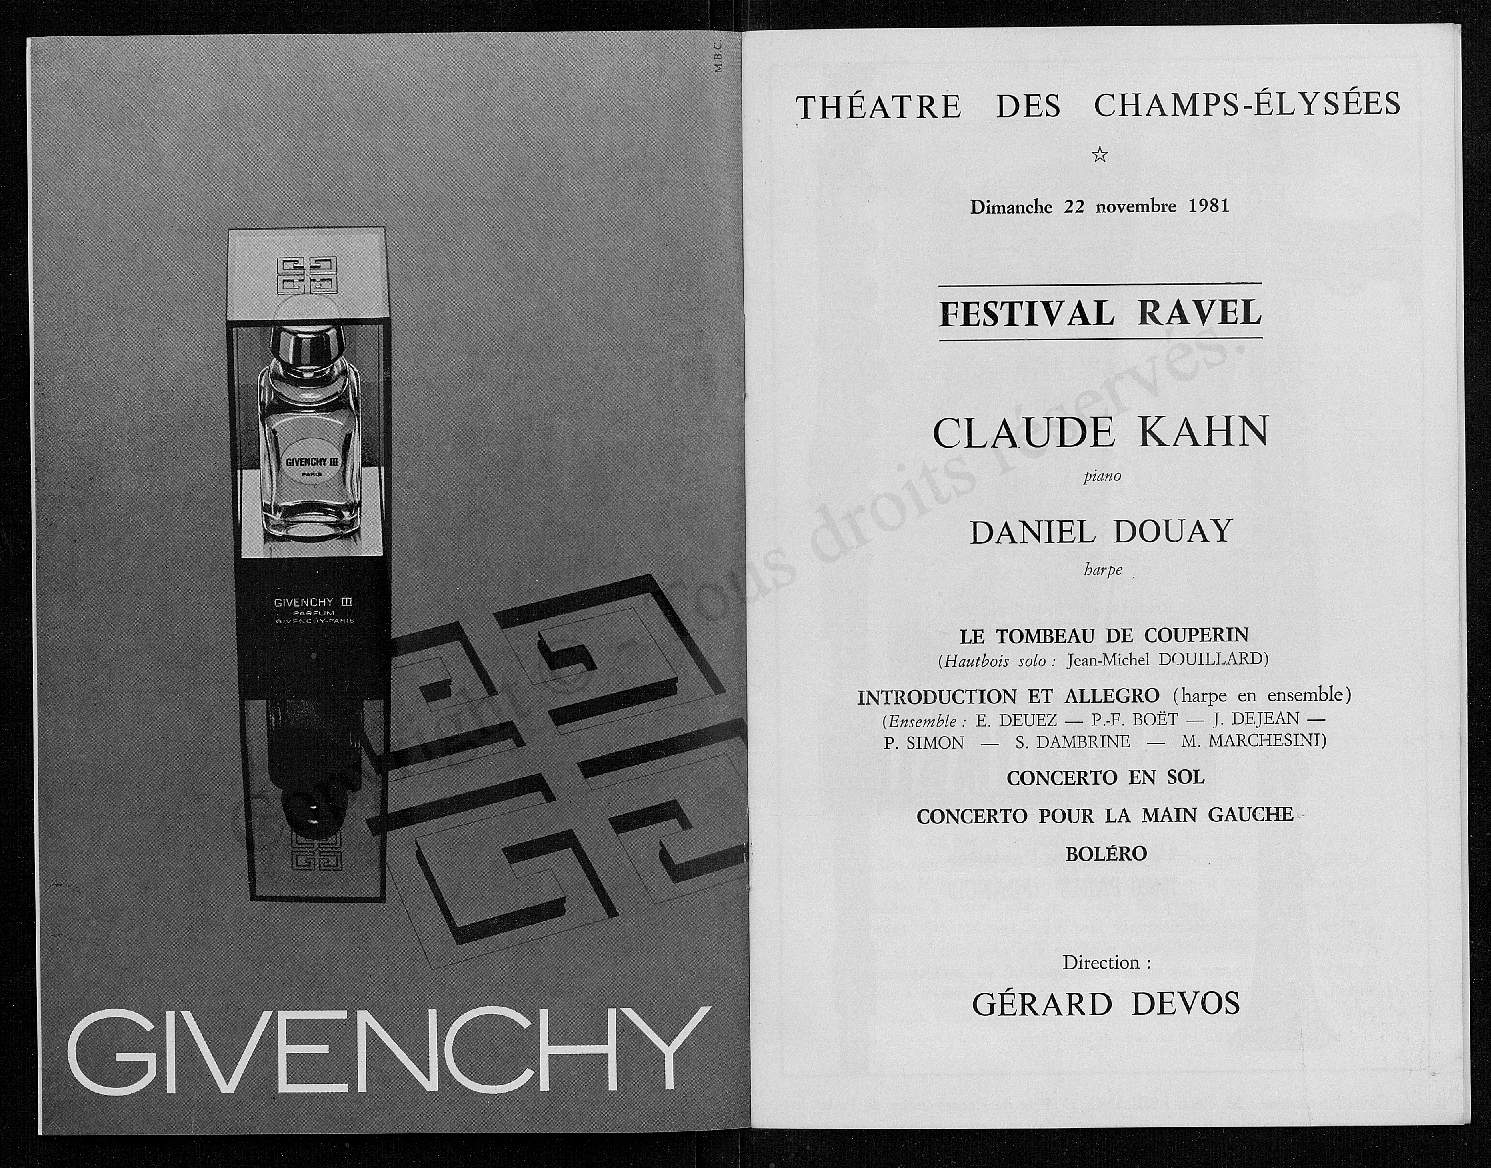 M.B.C.
GIVENCHY III
PARIS
GIVENCHY III
PARFUM
GIVENCHY-PARIS
GIVENCHY
THÉATRE DES CHAMPS-ÉLYSÉES
Dimanche 22 novembre 1981
FESTIVAL RAVEL
CLAUDE KAHN
piano
DANIEL DOUAY
harpe
LE TOMBEAU DE COUPERIN
(Hautbois solo : Jean-Michel DOUILLARD)
INTRODUCTION ET ALLEGRO (harpe en ensemble)
(Ensemble : E. DEUEZ — P.-F. BOËT — J. DEJEAN —
P. SIMON — S. DAMBRINE — M. MARCHESINI)
CONCERTO EN SOL
CONCERTO POUR LA MAIN GAUCHE
BOLÉRO
Direction :
GÉRARD DEVOS
droits réservés.